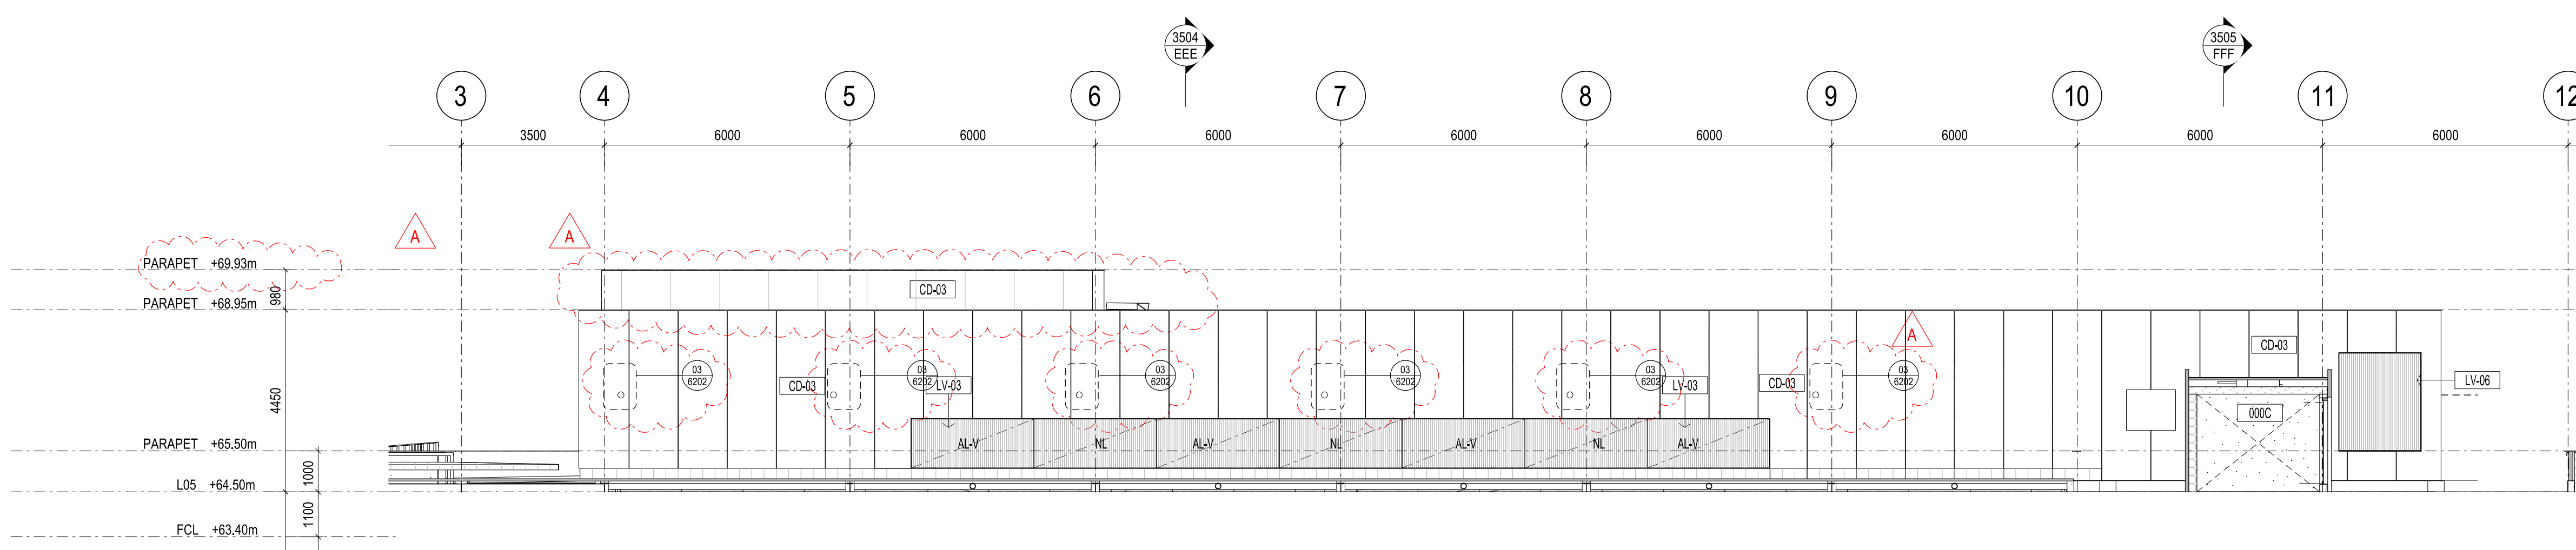 3504
EEE
3505
FFF
3
4
5
6
7
8
9
10
11
12
3500
6000
6000
6000
6000
6000
6000
6000
6000
A
A
PARAPET +69.93m
980
CD-03
PARAPET +68.95m
A
CD-03
03
6202
03
6202
03
6202
03
6202
03
6202
03
6202
CD-03
LV-03
LV-03
CD-03
LV-06
4450
000C
AL-V
NL
AL-V
NL
AL-V
NL
AL-V
PARAPET +65.50m
1000
L05 +64.50m
1100
FCL +63.40m